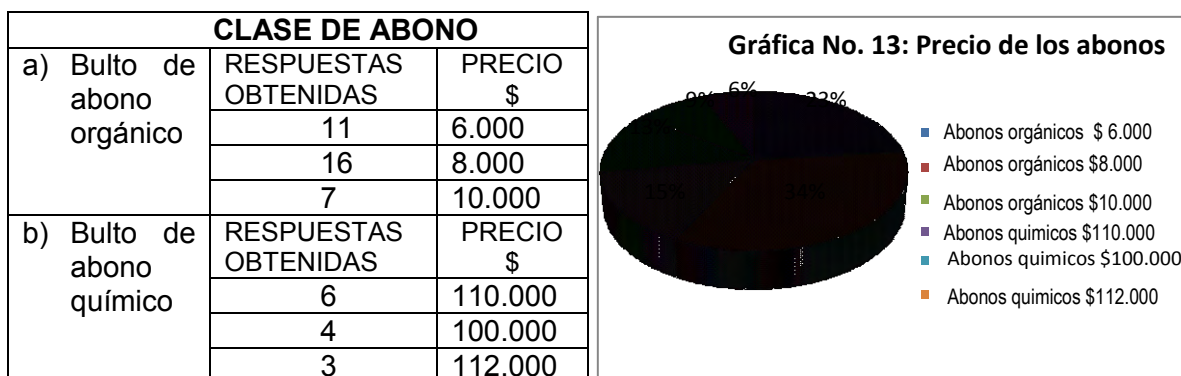 CLASE DE ABONO
a) Bulto de abono orgánico
RESPUESTAS OBTENIDAS
PRECIO $
11 6.000
16 8.000
7 10.000
b) Bulto de abono químico
RESPUESTAS OBTENIDAS
PRECIO $
6 110.000
4 100.000
3 112.000
Gráfica No. 13: Precio de los abonos
9% 6% 23%
13%
15% 34%
Abonos orgánicos $ 6.000
Abonos orgánicos $8.000
Abonos orgánicos $10.000
Abonos quimicos $110.000
Abonos quimicos $100.000
Abonos quimicos $112.000